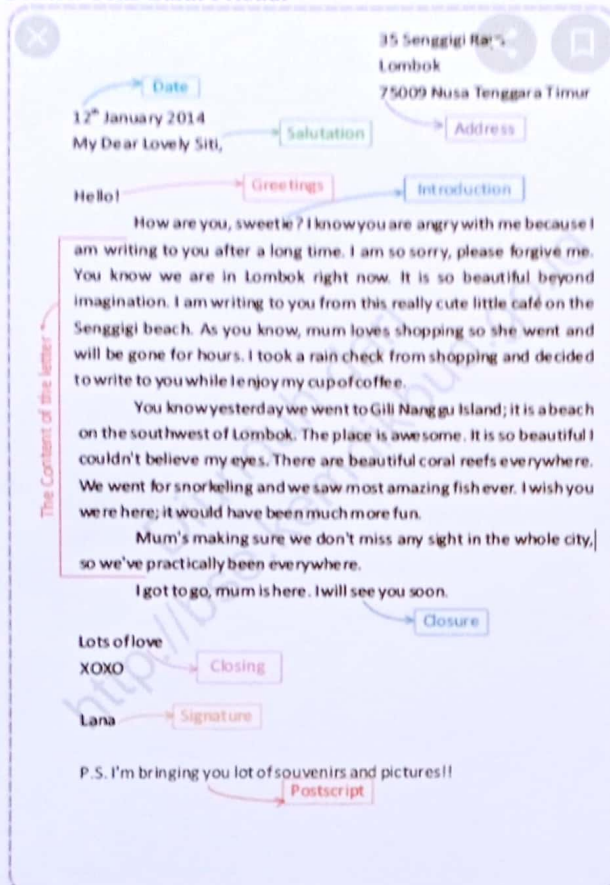 35 Senggigi Raya
Lombok
75009 Nusa Tenggara Timur
Date
Address
12th January 2014
My Dear Lovely Siti,
Salutation
Hello!
Greetings
Introduction
How are you, sweetie? I know you are angry with me because I
am writing to you after a long time. I am so sorry, please forgive me.
You know we are in Lombok right now. It is so beautiful beyond
imagination. I am writing to you from this really cute little café on the
Senggigi beach. As you know, mum loves shopping so she went and
will be gone for hours. I took a rain check from shopping and decided
to write to you while I enjoy my cup of coffee.
The Content of the letter
You know yesterday we went to Gili Nanggu Island; it is a beach
on the southwest of Lombok. The place is awesome. It is so beautiful I
couldn't believe my eyes. There are beautiful coral reefs everywhere.
We went for snorkeling and we saw most amazing fish ever. I wish you
were here; it would have been much more fun.
Mum's making sure we don't miss any sight in the whole city,
so we've practically been everywhere.
I got to go, mum is here. I will see you soon.
Closure
Lots of love
XOXO
Closing
Lana
Signature
P.S. I'm bringing you lot of souvenirs and pictures!!
Postscript